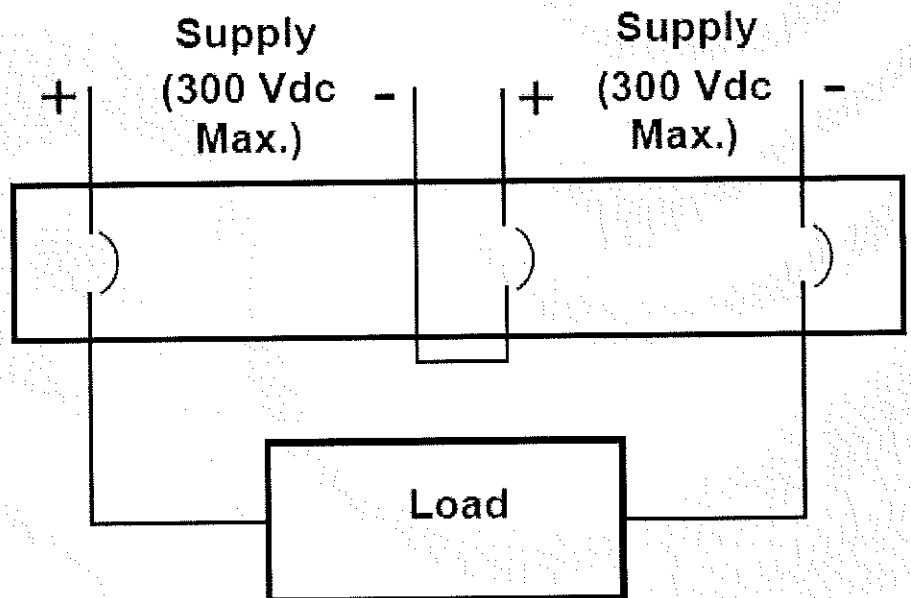 Supply
(300 Vdc
Max.)
+
-
Supply
(300 Vdc
Max.)
+
-
Load